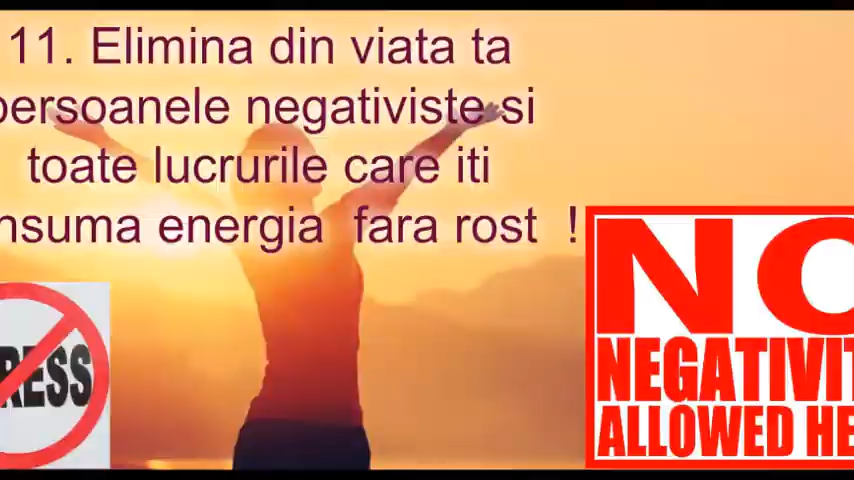 11. Elimina din viata ta
persoanele negativiste si
toate lucrurile care iti
nsuma energia fara rost !
RESS
NO
NEGATIVIT
ALLOWED HE